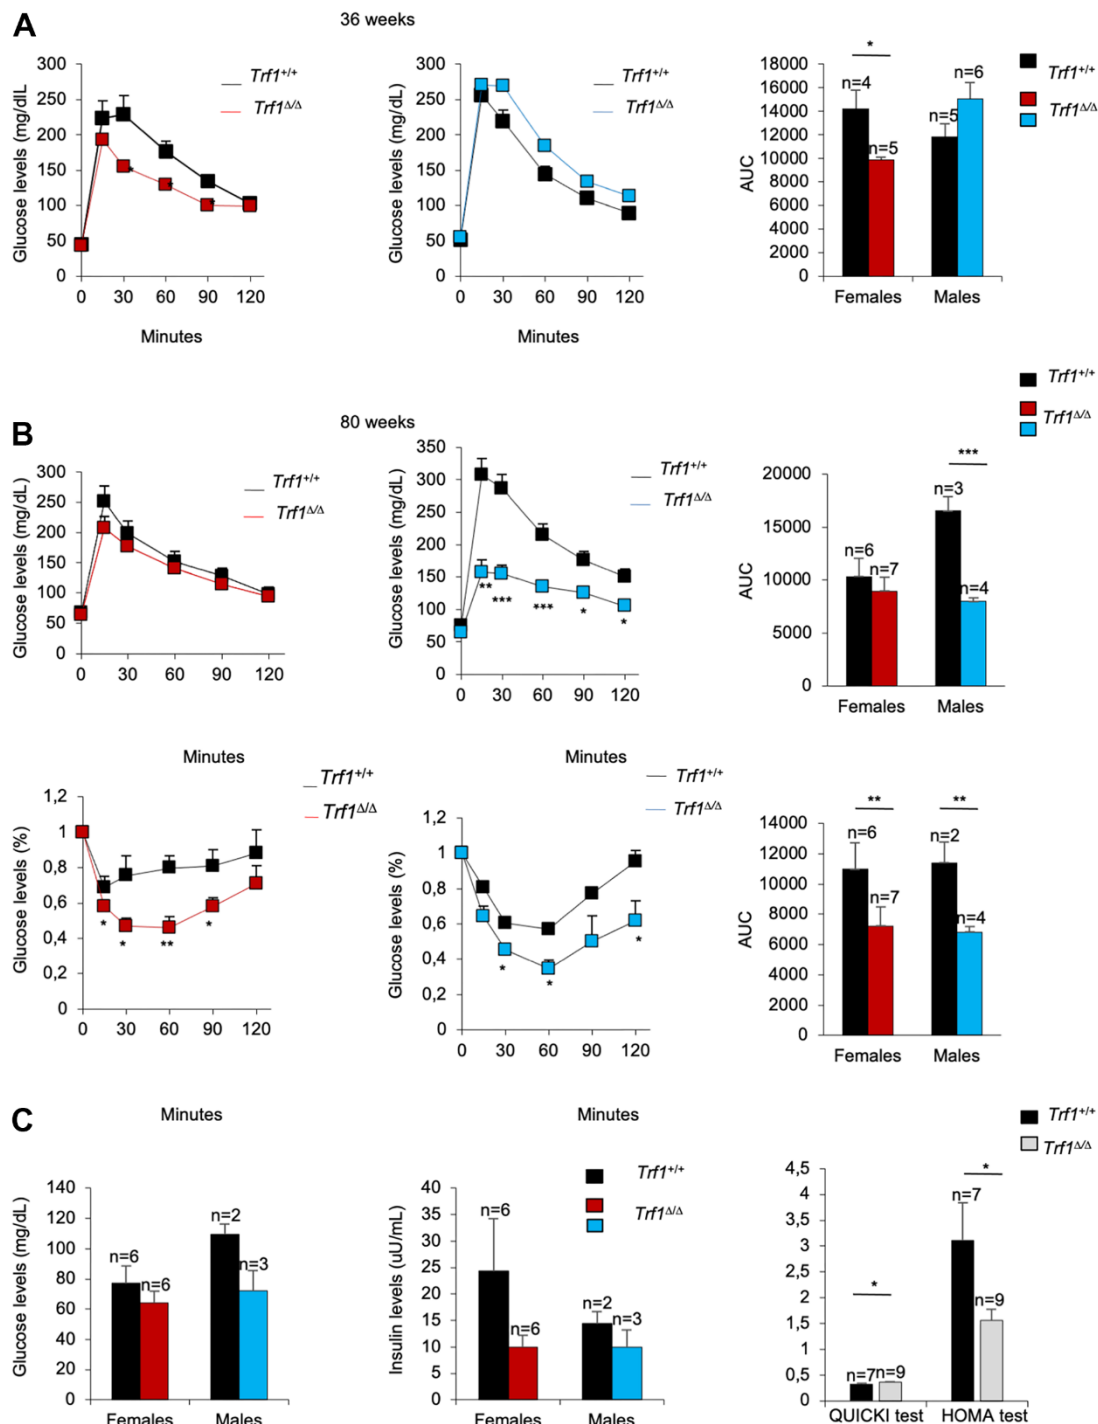 A
36 weeks
Glucose levels (mg/dlL
300
250
200
150
100
50
0
0 30 60 90 120
Minutes
Trf1+/+
Trf1Δ/Δ
Glucose levels (mg/dL)
300
250
200
150
100
50
0
0 30 60 90 120
Trf1+/+
Trf1Δ/Δ
AUC
18000
16000
14000
12000
10000
8000
6000
4000
2000
0
*
n=4
n=5
n=5
n=6
Females Males
Trf1+/+
Trf1Δ/Δ
Trf1+/+
Trf1Δ/Δ
B
80 weeks
Glucose levels (mg/dL)
300
250
200
150
100
50
0
0 30 60 90 120
Minutes
Trf1+/+
Trf1Δ/Δ
Glucose levels (mg/dL)
350
300
250
200
150
100
50
0
0 30 60 90 120
Minutes
Trf1+/+
Trf1Δ/Δ
** *** *** * *
AUC
20000
15000
10000
5000
0
***
n=6
n=7
n=3
n=4
Females Males
Glucose levels (%)
1,2
1
0,8
0,6
0,4
0,2
0
0 30 60 90 120
Minutes
Trf1+/+
Trf1Δ/Δ
* * ** *
Glucose levels (%)
1,2
1
0,8
0,6
0,4
0,2
0
0 30 60 90 120
Minutes
Trf1+/+
Trf1Δ/Δ
* * *
AUC
14000
12000
10000
8000
6000
4000
2000
0
** **
n=6
n=7
n=2
n=4
Females Males
C
Glucose levels (mg/dL)
140
120
100
80
60
40
20
0
n=6
n=6
n=2
n=3
Females Males
Insulin levels (uU/mL)
40
35
30
25
20
15
10
5
0
n=6
n=6
n=2
n=3
Females Males
Trf1+/+
Trf1Δ/Δ
Trf1+/+
Trf1Δ/Δ
4,5
4
3,5
3
2,5
2
1,5
1
0,5
0
*
*
n=7
n=9
n=7
n=9
QUICKI test HOMA test